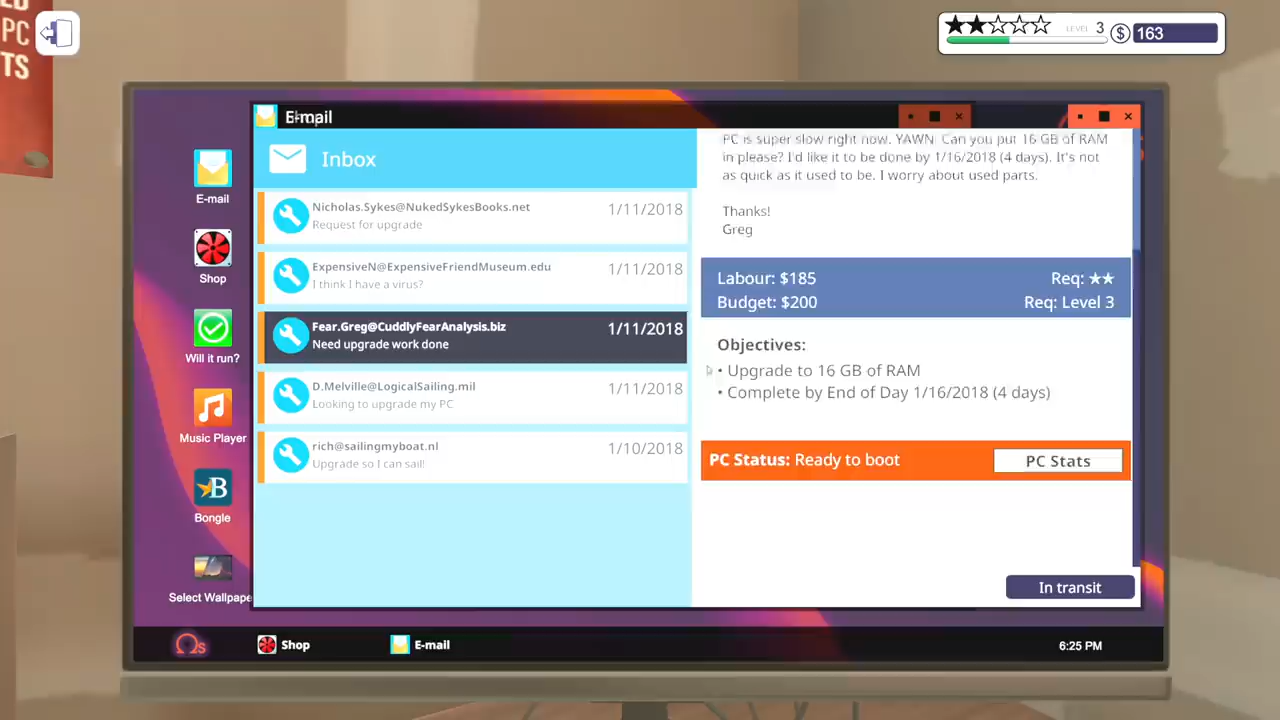 PC
TS
LEVEL 3
$ 163
E-mail
Inbox
Nicholas.Sykes@NukedSykesBooks.net 1/11/2018
Request for upgrade
ExpensiveN@ExpensiveFriendMuseum.edu 1/11/2018
I think I have a virus?
Fear.Greg@CuddlyFearAnalysis.biz 1/11/2018
Need upgrade work done
D.Melville@LogicalSailing.mil 1/11/2018
Looking to upgrade my PC
rich@sailingmyboat.nl 1/10/2018
Upgrade so I can sail!
PC is super slow right now. YAWN. Can you put 16 GB of RAM
in please? I'd like it to be done by 1/16/2018 (4 days). It's not
as quick as it used to be. I worry about used parts.
Thanks!
Greg
Labour: $185 Req: ★★
Budget: $200 Req: Level 3
Objectives:
• Upgrade to 16 GB of RAM
• Complete by End of Day 1/16/2018 (4 days)
PC Status: Ready to boot PC Stats
In transit
E-mail
Shop
Will it run?
Music Player
B
Bongle
Select Wallpape
Ωs Shop E-mail 6:25 PM